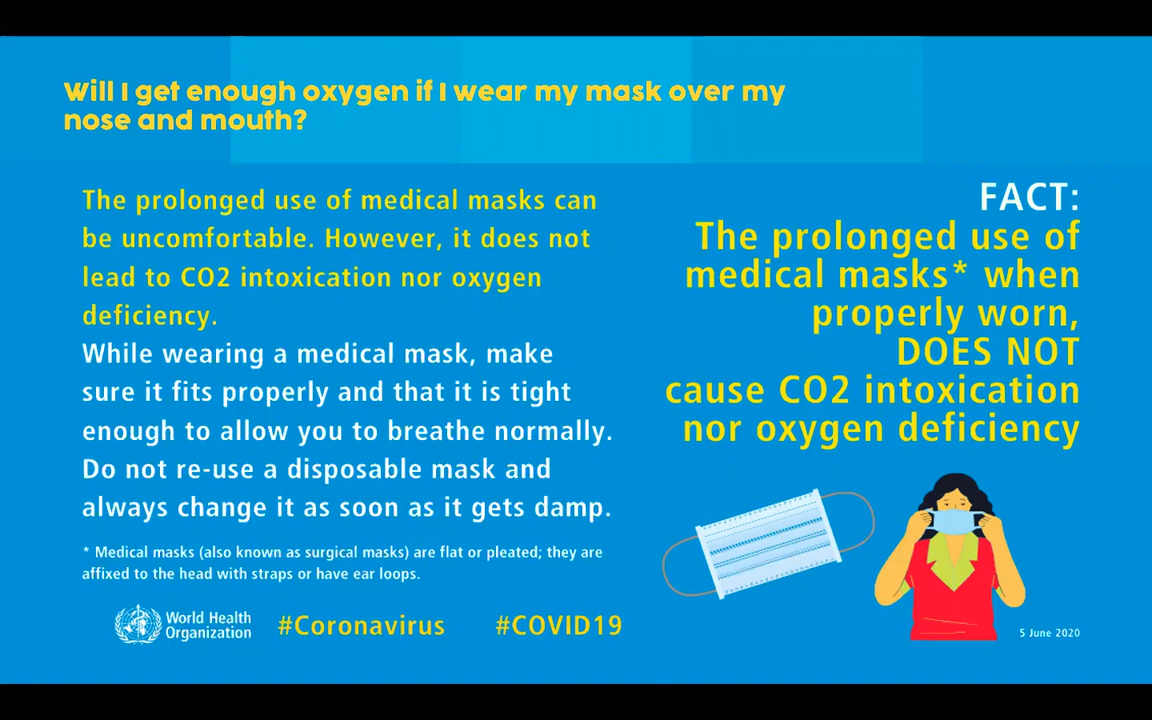 Will I get enough oxygen if I wear my mask over my
nose and mouth?
The prolonged use of medical masks can
be uncomfortable. However, it does not
lead to CO2 intoxication nor oxygen
deficiency.
While wearing a medical mask, make
sure it fits properly and that it is tight
enough to allow you to breathe normally.
Do not re-use a disposable mask and
always change it as soon as it gets damp.
* Medical masks (also known as surgical masks) are flat or pleated; they are
affixed to the head with straps or have ear loops.
FACT:
The prolonged use of
medical masks* when
properly worn,
DOES NOT
cause CO2 intoxication
nor oxygen deficiency
World Health
Organization
#Coronavirus
#COVID19
5 June 2020